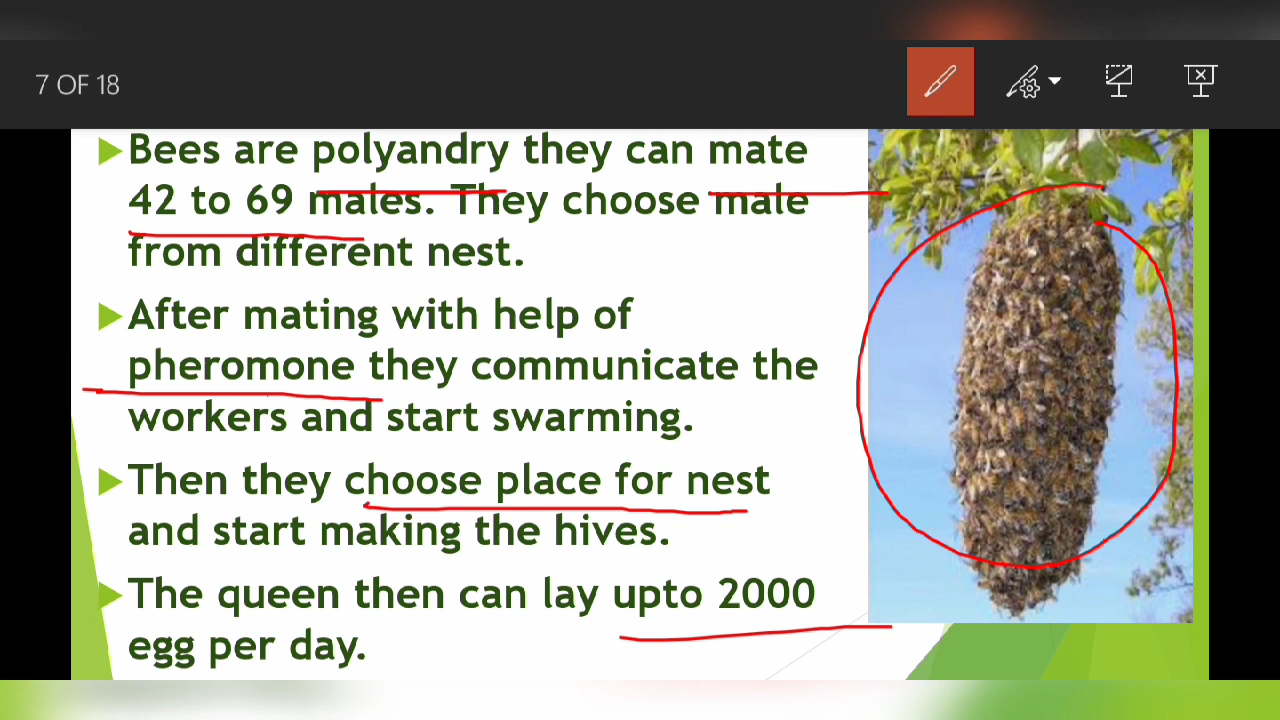 7 OF 18
Bees are polyandry they can mate
42 to 69 males. They choose male
from different nest.
After mating with help of
pheromone they communicate the
workers and start swarming.
Then they choose place for nest
and start making the hives.
The queen then can lay upto 2000
egg per day.